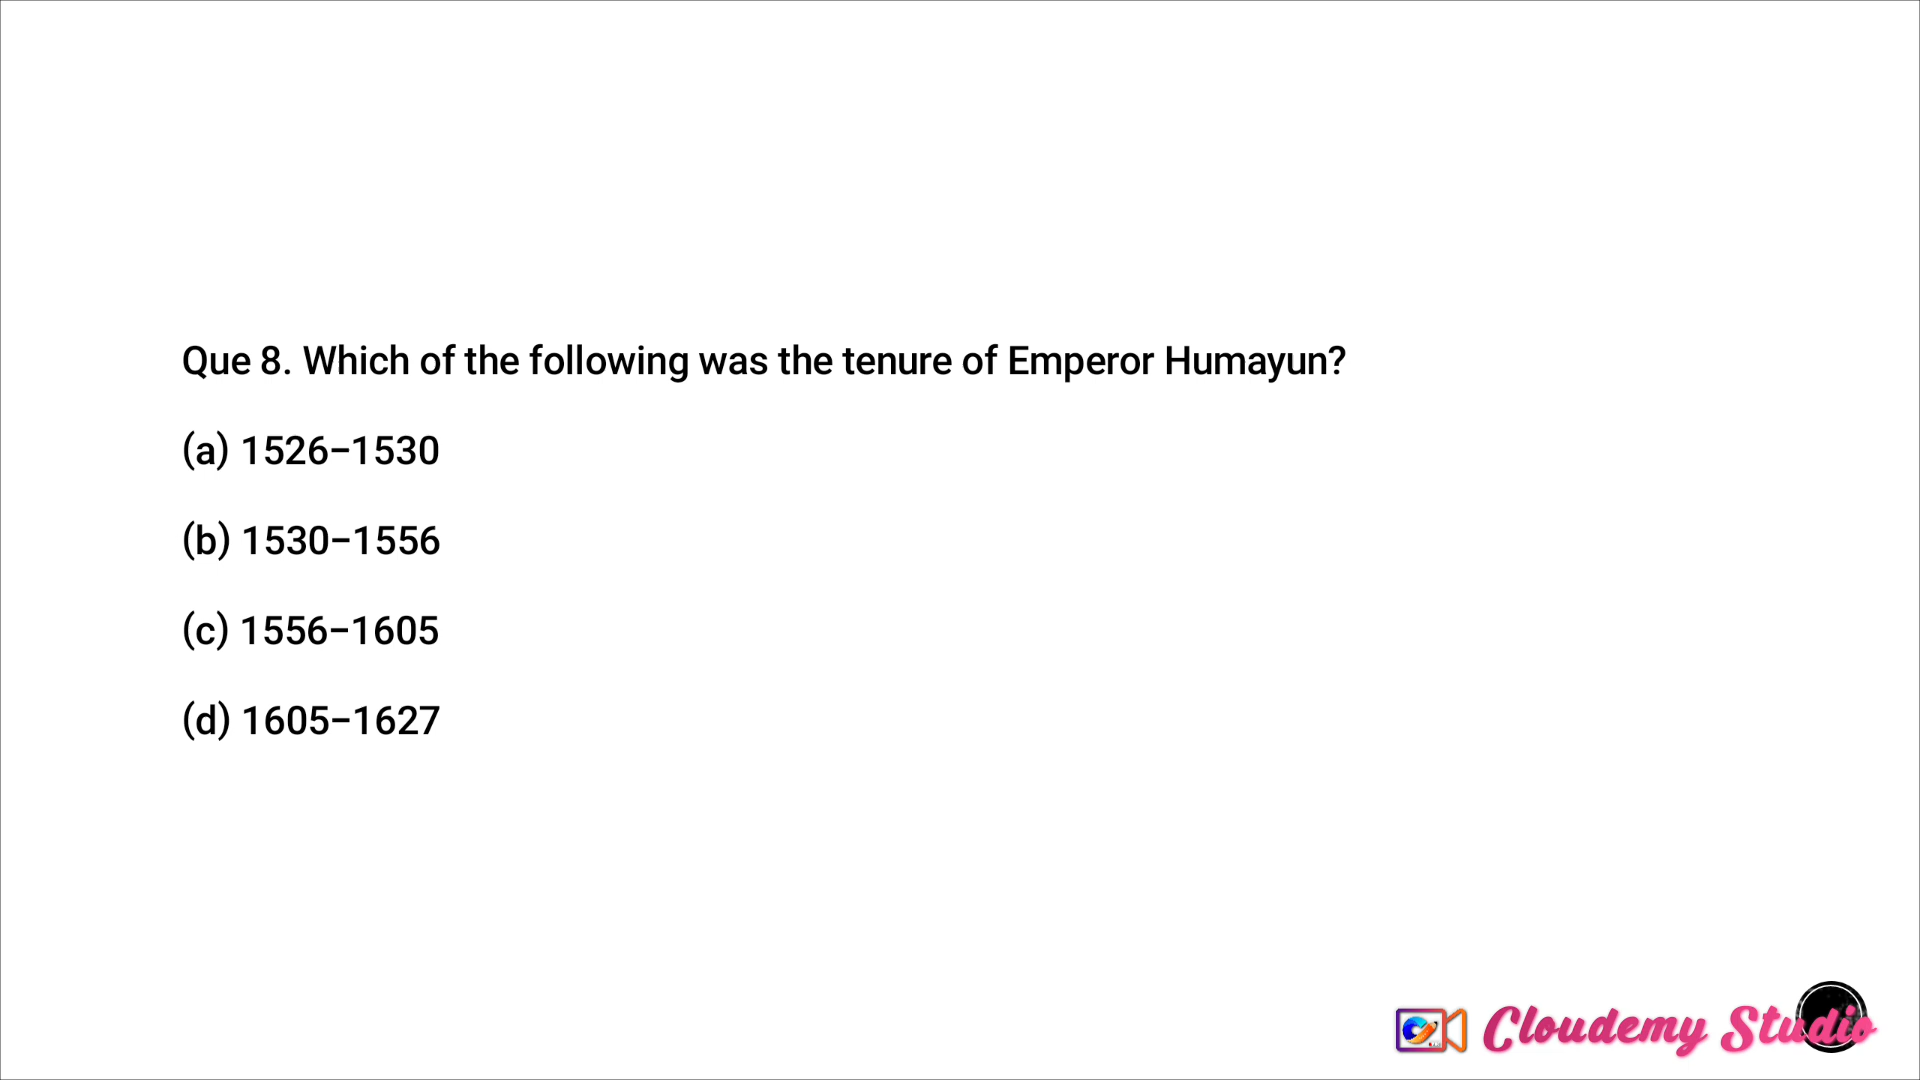 Que 8. Which of the following was the tenure of Emperor Humayun?
(a) 1526–1530
(b) 1530–1556
(c) 1556–1605
(d) 1605–1627
Cloudemy Studio